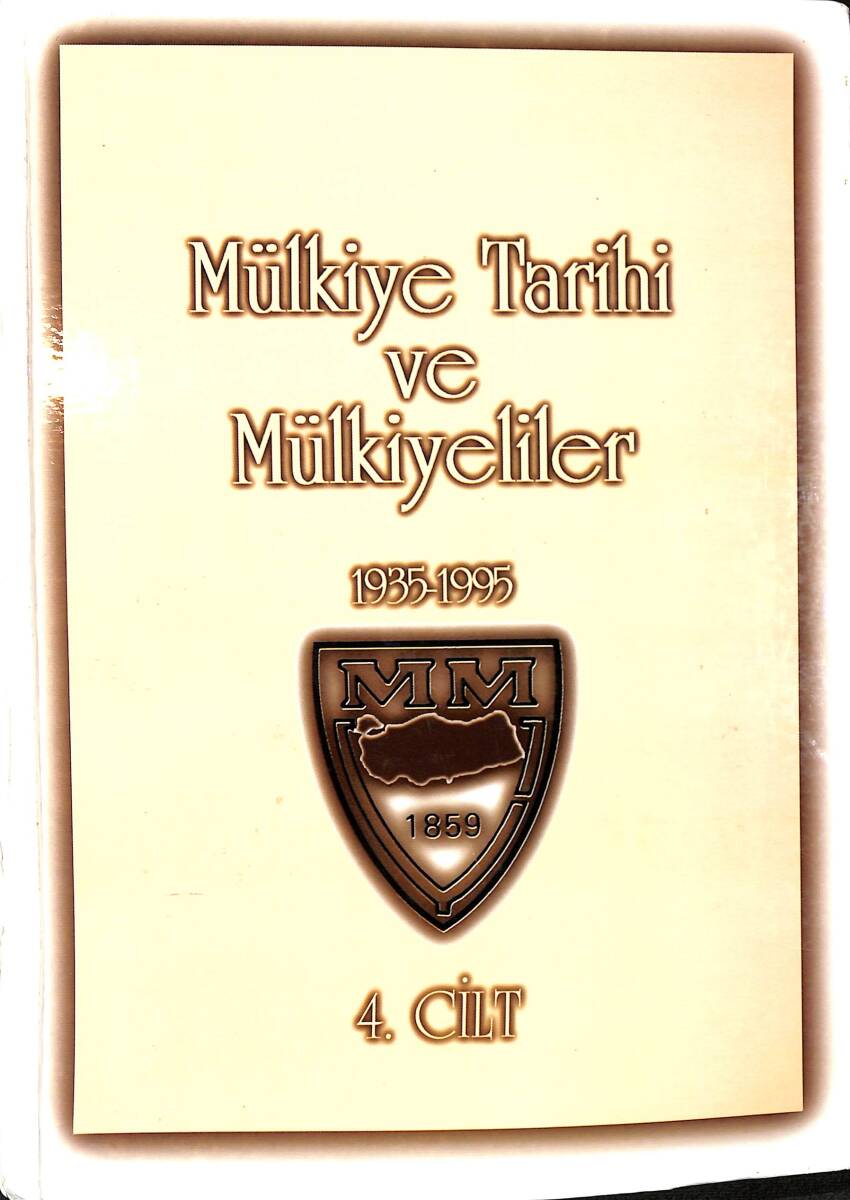 Mülkiye Tarihi
ve
Mülkiyeliler
1935-1995
MM
1859
4. CİLT